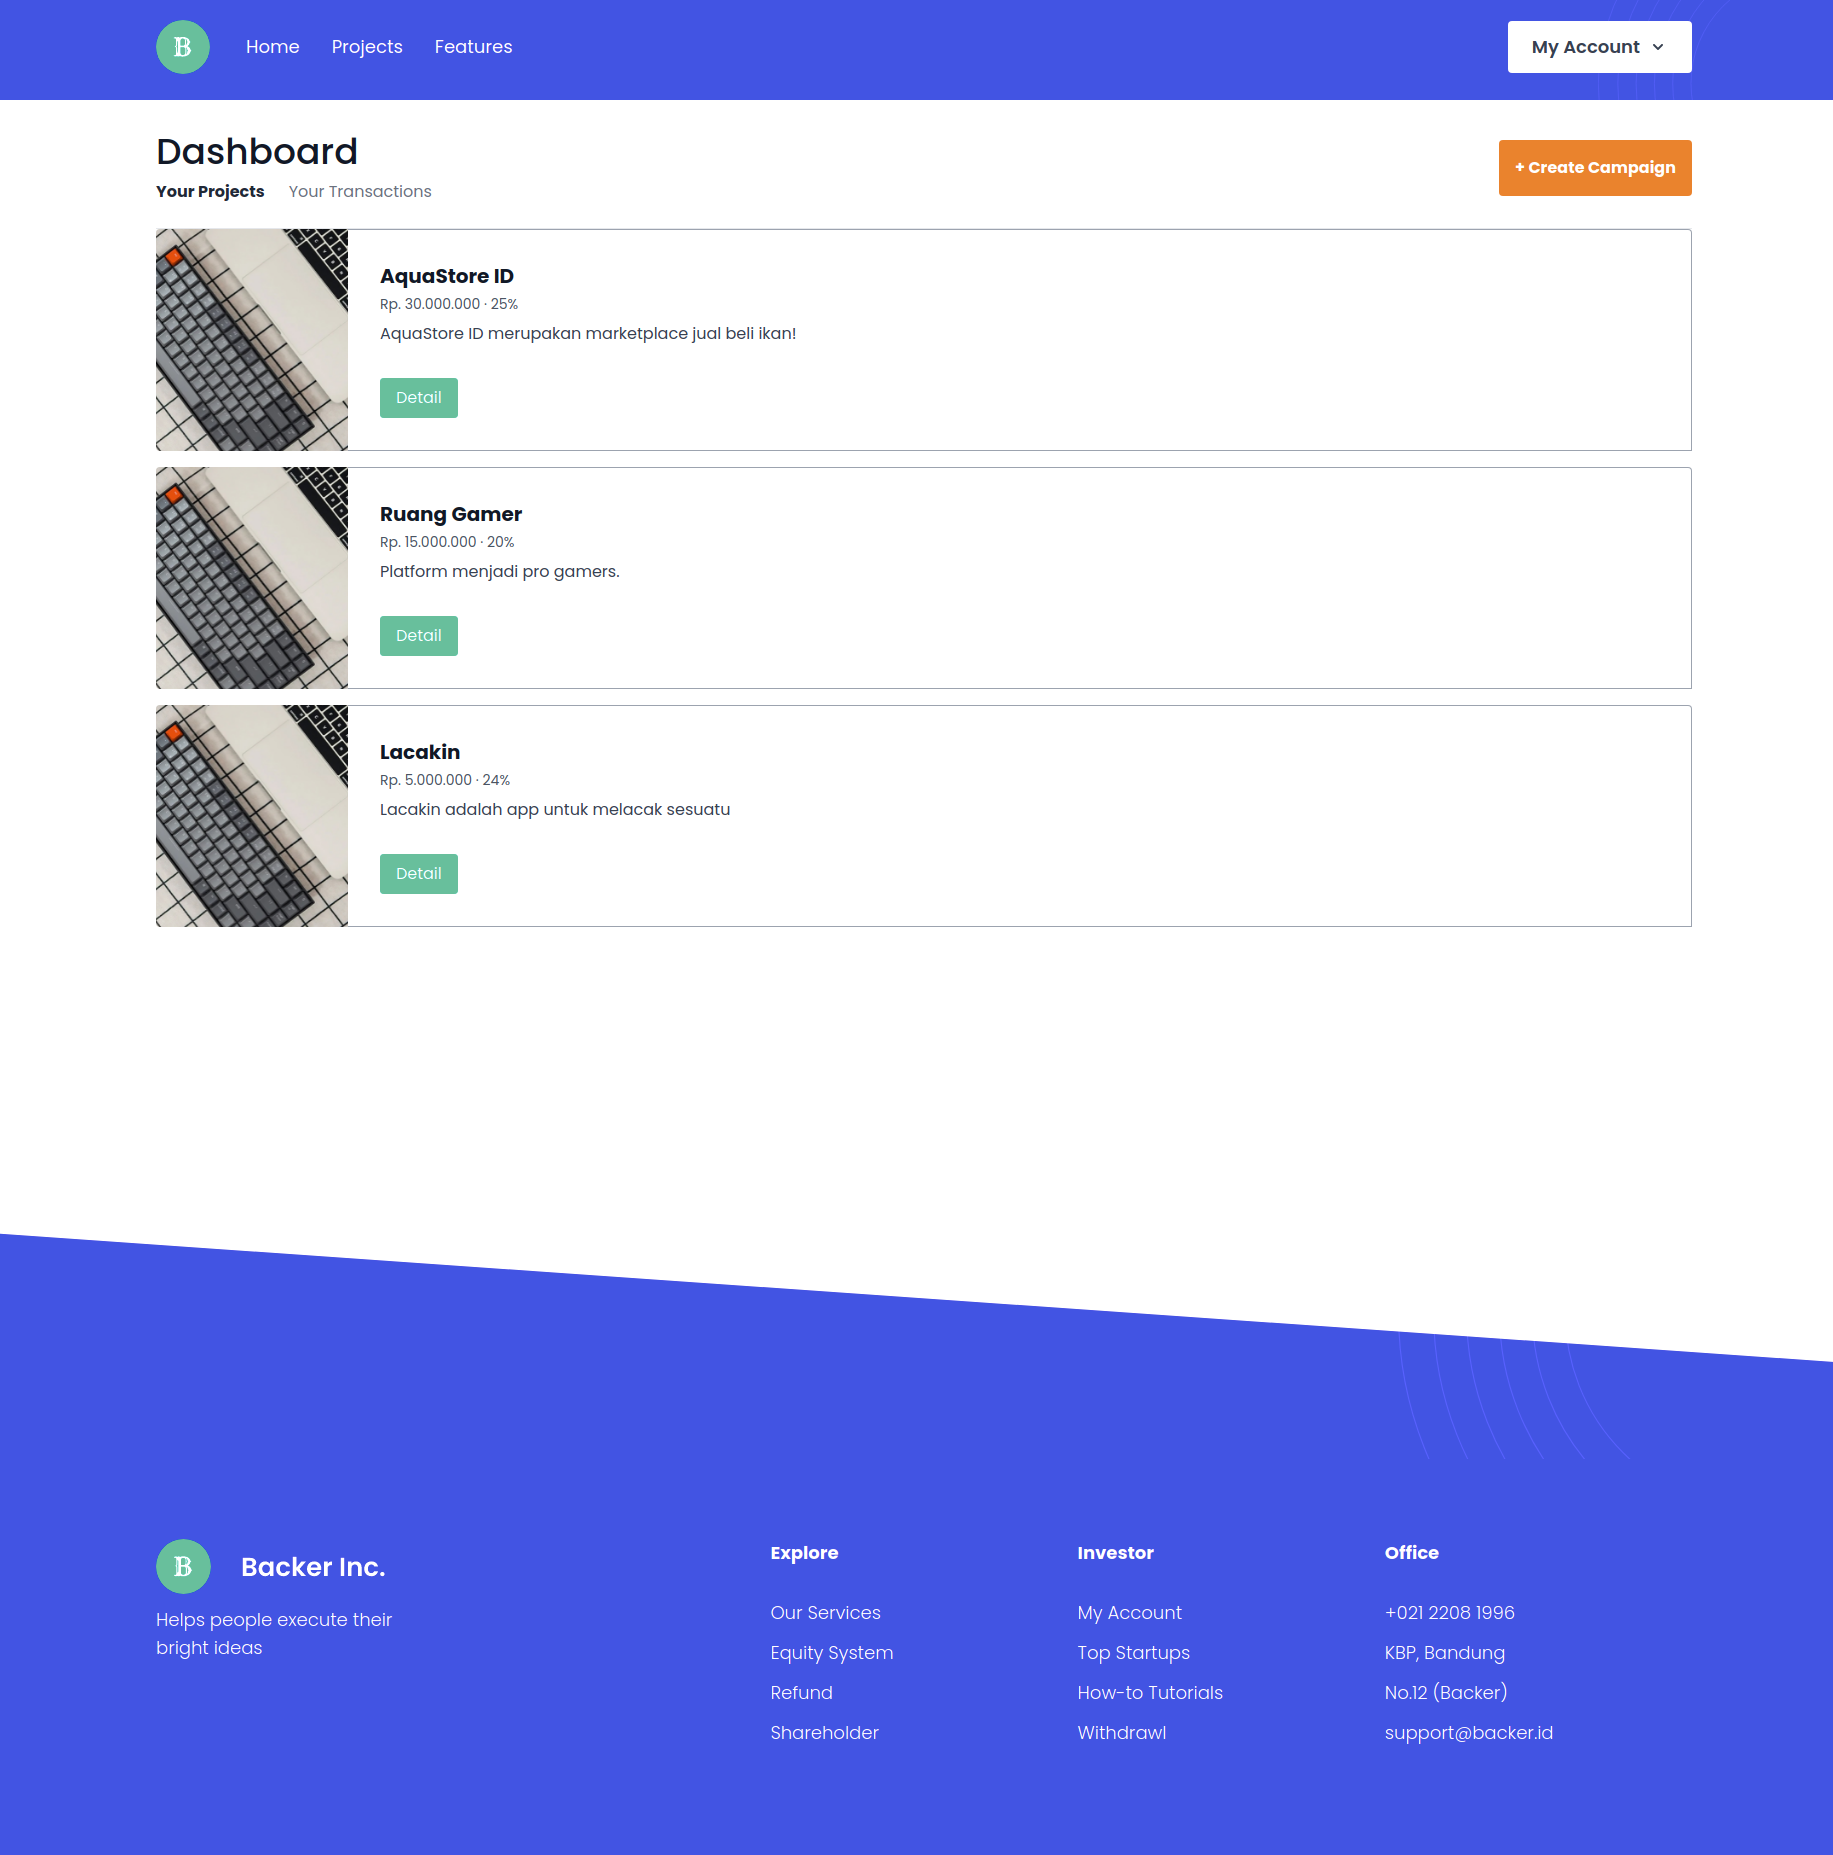 B
Home
Projects
Features
My Account
Dashboard
Your Projects
Your Transactions
+ Create Campaign
AquaStore ID
Rp. 30.000.000 · 25%
AquaStore ID merupakan marketplace jual beli ikan!
Detail
Ruang Gamer
Rp. 15.000.000 · 20%
Platform menjadi pro gamers.
Detail
Lacakin
Rp. 5.000.000 · 24%
Lacakin adalah app untuk melacak sesuatu
Detail
B
Backer Inc.
Helps people execute their
bright ideas
Explore
Our Services
Equity System
Refund
Shareholder
Investor
My Account
Top Startups
How-to Tutorials
Withdrawl
Office
+021 2208 1996
KBP, Bandung
No.12 (Backer)
support@backer.id